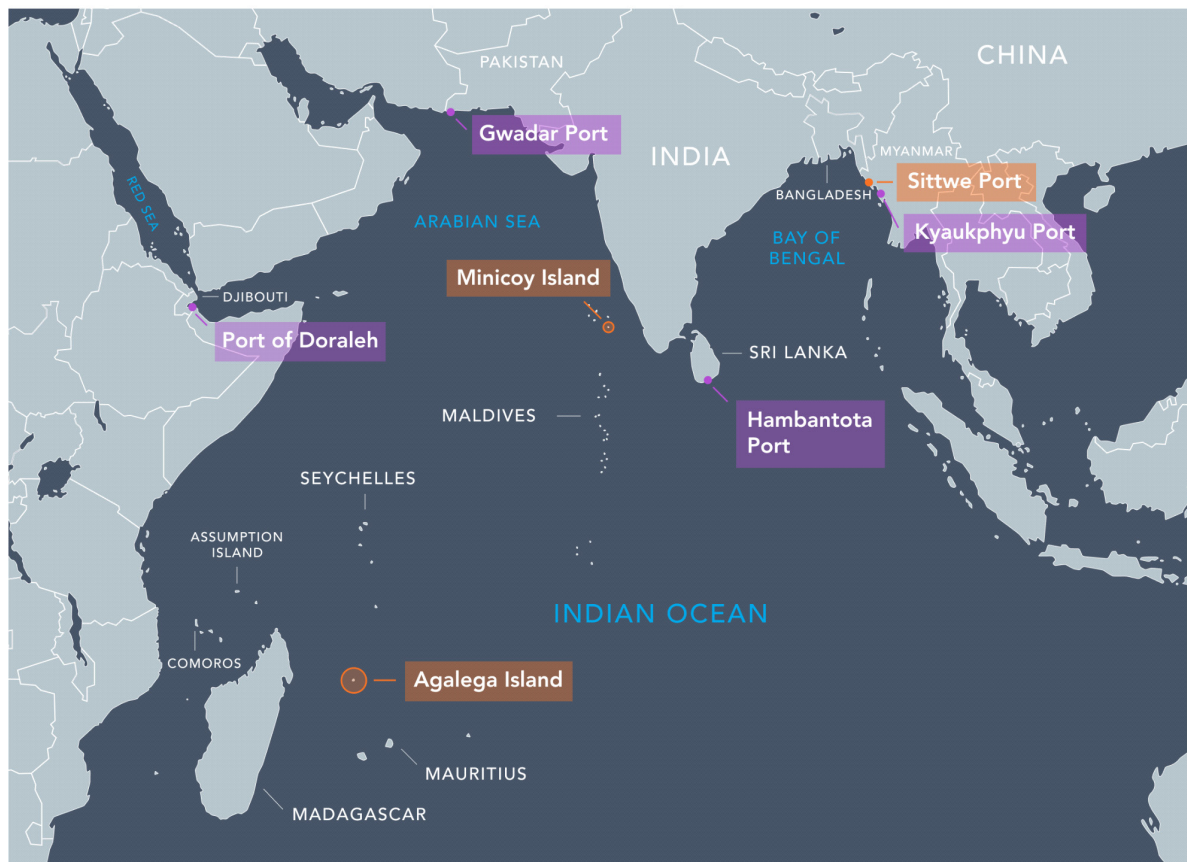 CHINA
PAKISTAN
Gwadar Port
INDIA
MYANMAR
Sittwe Port
BANGLADESH
RED SEA
ARABIAN SEA
Kyaukphyu Port
BAY OF
BENGAL
Minicoy Island
DJIBOUTI
Port of Doraleh
SRI LANKA
MALDIVES
Hambantota
Port
SEYCHELLES
ASSUMPTION
ISLAND
INDIAN OCEAN
COMOROS
Agalega Island
MAURITIUS
MADAGASCAR